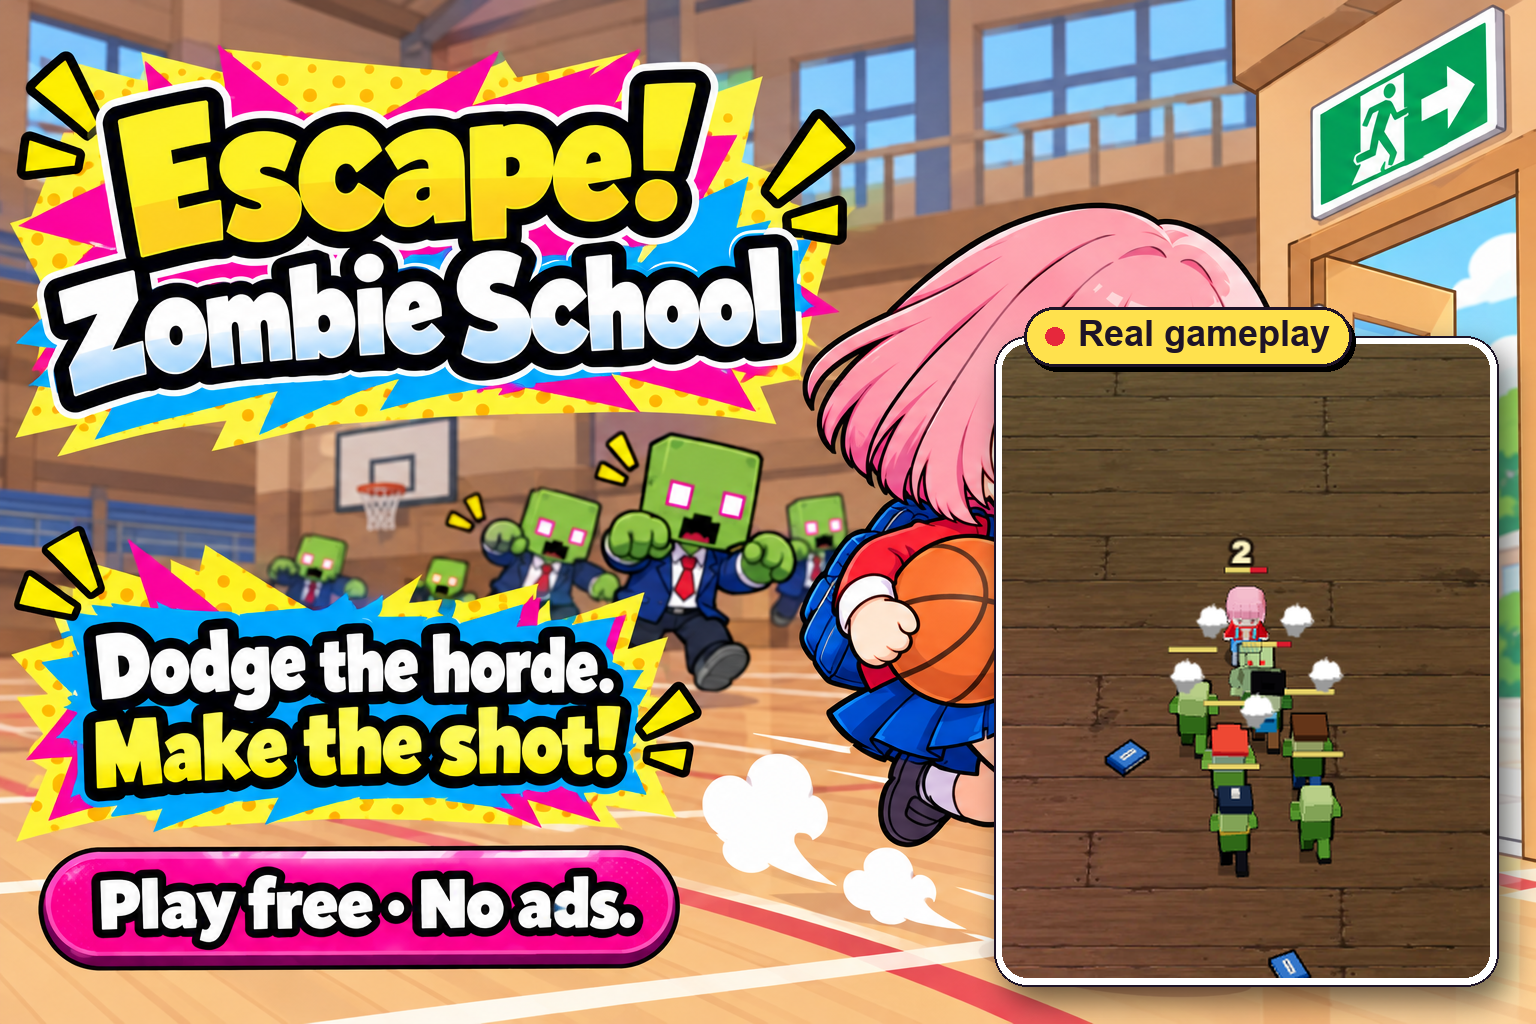 Escape!
Zombie School
Real gameplay
2
Dodge the horde.
Make the shot!
Play free • No ads.